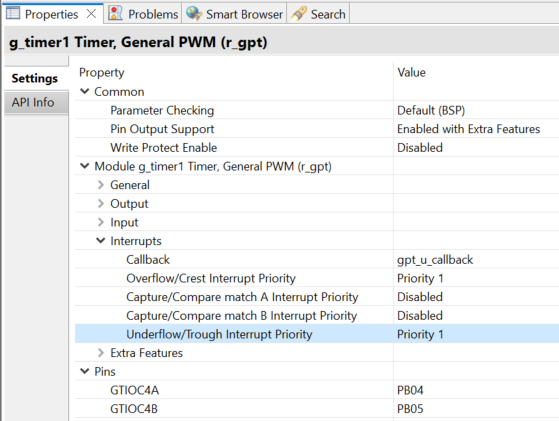 Properties Problems Smart Browser Search
g_timer1 Timer, General PWM (r_gpt)
Settings
API Info
Property Value
Common
Parameter Checking Default (BSP)
Pin Output Support Enabled with Extra Features
Write Protect Enable Disabled
Module g_timer1 Timer, General PWM (r_gpt)
General
Output
Input
Interrupts
Callback gpt_u_callback
Overflow/Crest Interrupt Priority Priority 1
Capture/Compare match A Interrupt Priority Disabled
Capture/Compare match B Interrupt Priority Disabled
Underflow/Trough Interrupt Priority Priority 1
Extra Features
Pins
GTIOC4A PB04
GTIOC4B PB05